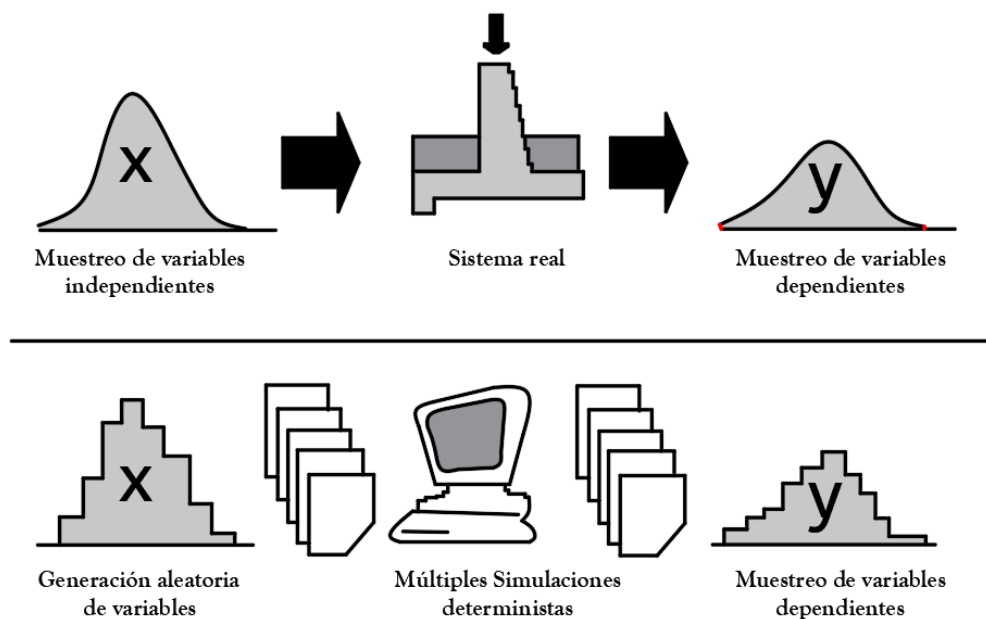 x
y
Muestreo de variables
independientes
Sistema real
Muestreo de variables
dependientes
x
y
Generación aleatoria
de variables
Múltiples Simulaciones
deterministas
Muestreo de variables
dependientes